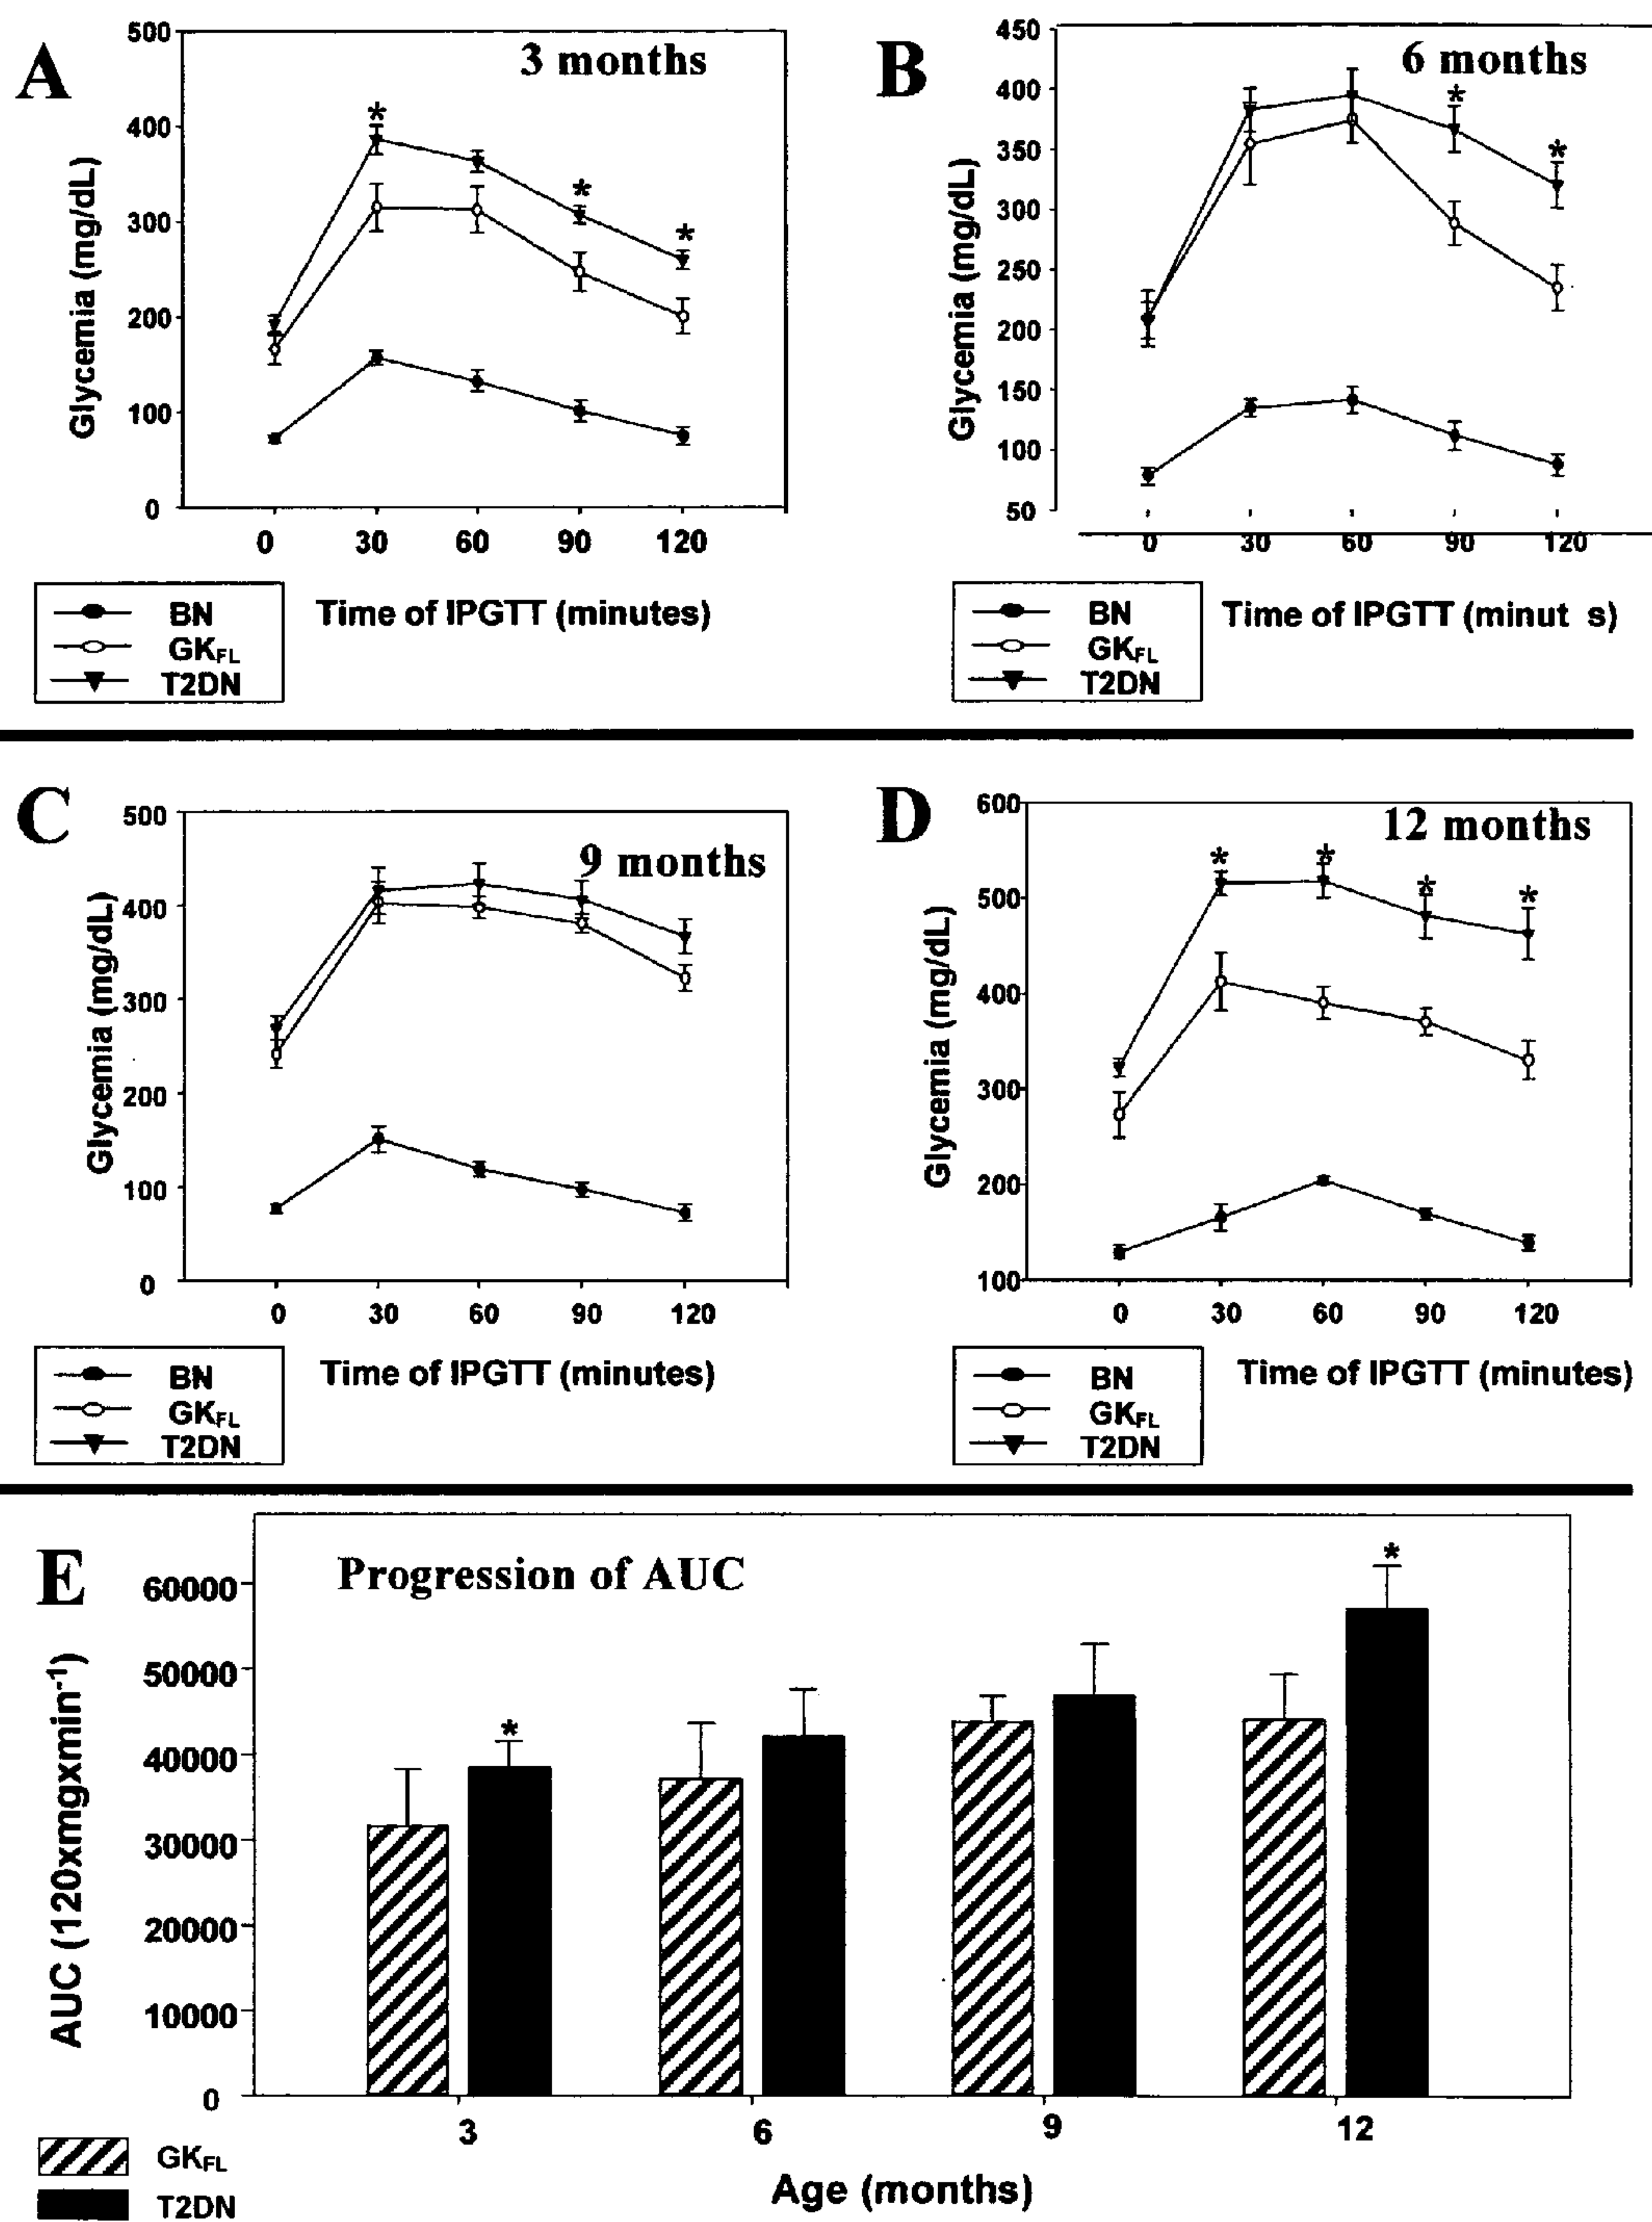 A
3 months
500
400
300
200
100
0
Glycemia (mg/dL)
* * *
0 30 60 90 120
Time of IPGTT (minutes)
BN
GKFL
T2DN
B
6 months
450
400
350
300
250
200
150
100
50
Glycemia (mg/dL)
* *
0 30 60 90 120
Time of IPGTT (minut s)
BN
GKFL
T2DN
C
9 months
500
400
300
200
100
0
Glycemia (mg/dL)
0 30 60 90 120
Time of IPGTT (minutes)
BN
GKFL
T2DN
D
12 months
600
500
400
300
200
100
Glycemia (mg/dL)
* * * *
0 30 60 90 120
Time of IPGTT (minutes)
BN
GKFL
T2DN
E
Progression of AUC
60000
50000
40000
30000
20000
10000
0
AUC (120xmgxmin-1)
* *
3 6 9 12
Age (months)
GKFL
T2DN